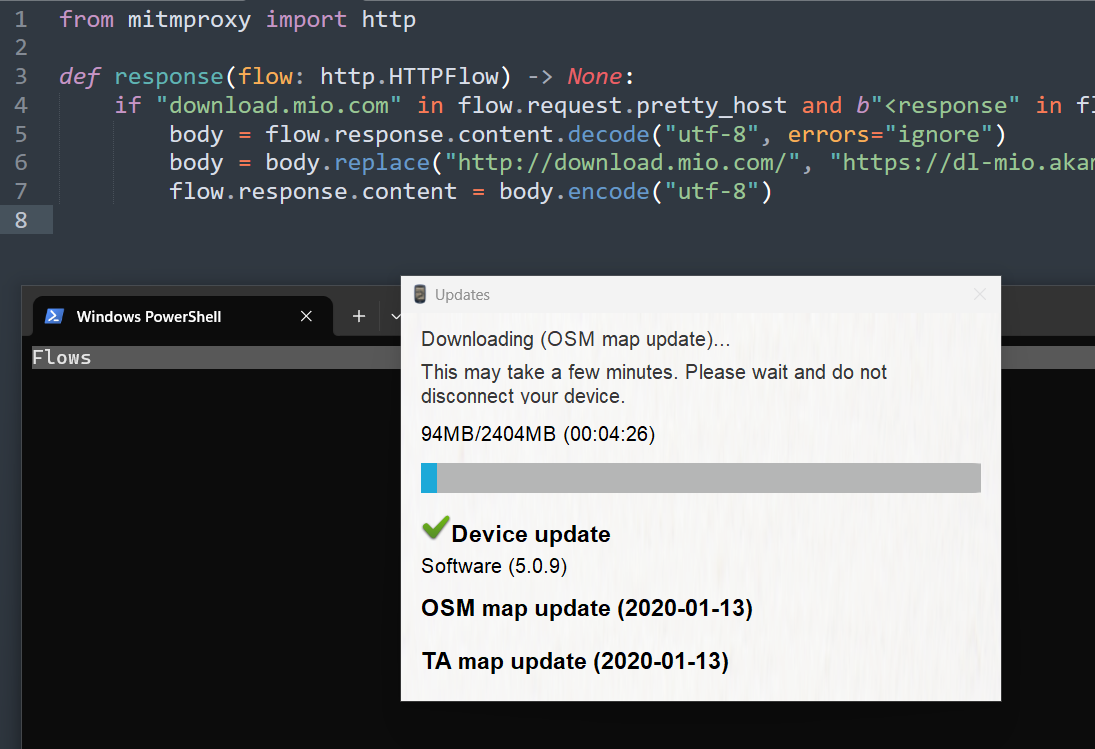 1 from mitmproxy import http
2
3 def response(flow: http.HTTPFlow) -> None:
4 if "download.mio.com" in flow.request.pretty_host and b"<response" in
5 body = flow.response.content.decode("utf-8", errors="ignore")
6 body = body.replace("http://download.mio.com/", "https://dl-mio.
7 flow.response.content = body.encode("utf-8")
8
Windows PowerShell
Flows
Updates
Downloading (OSM map update)...
This may take a few minutes. Please wait and do not
disconnect your device.
94MB/2404MB (00:04:26)
Device update
Software (5.0.9)
OSM map update (2020-01-13)
TA map update (2020-01-13)